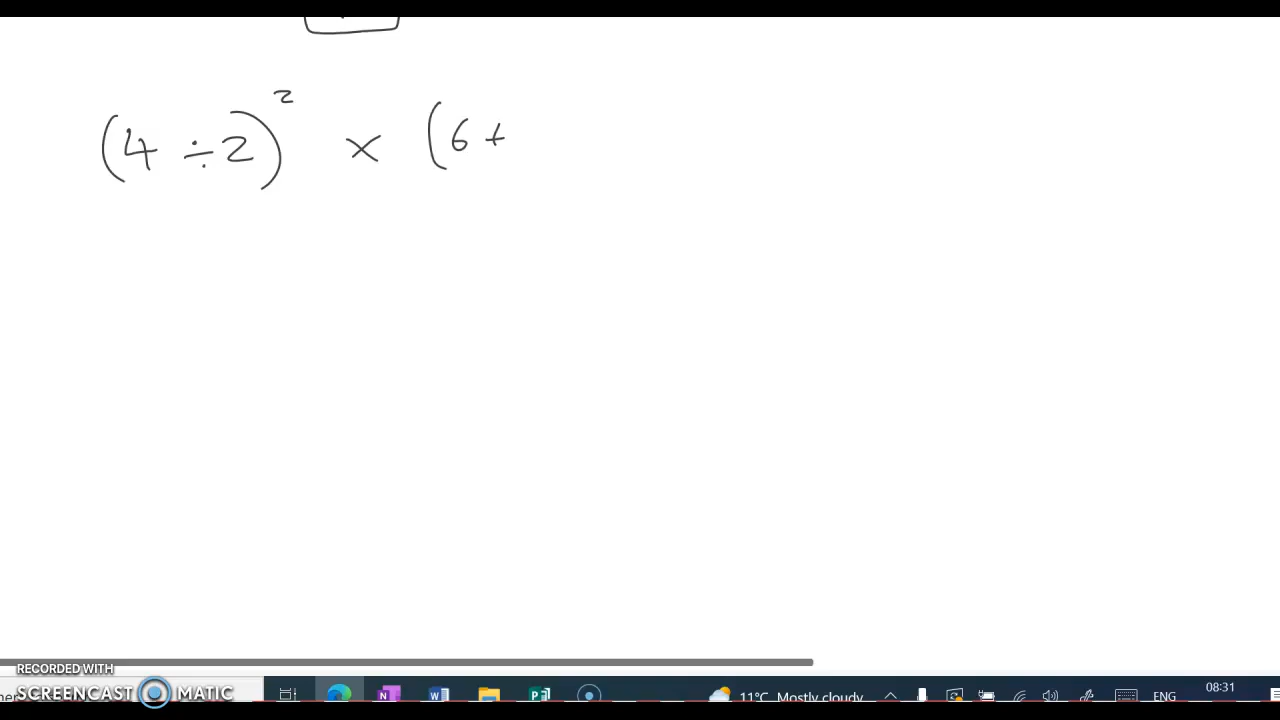 (4 ÷ 2)² × (6 +
RECORDED WITH
SCREENCAST MATIC
11°C Mostly cloudy
ENG
08:31